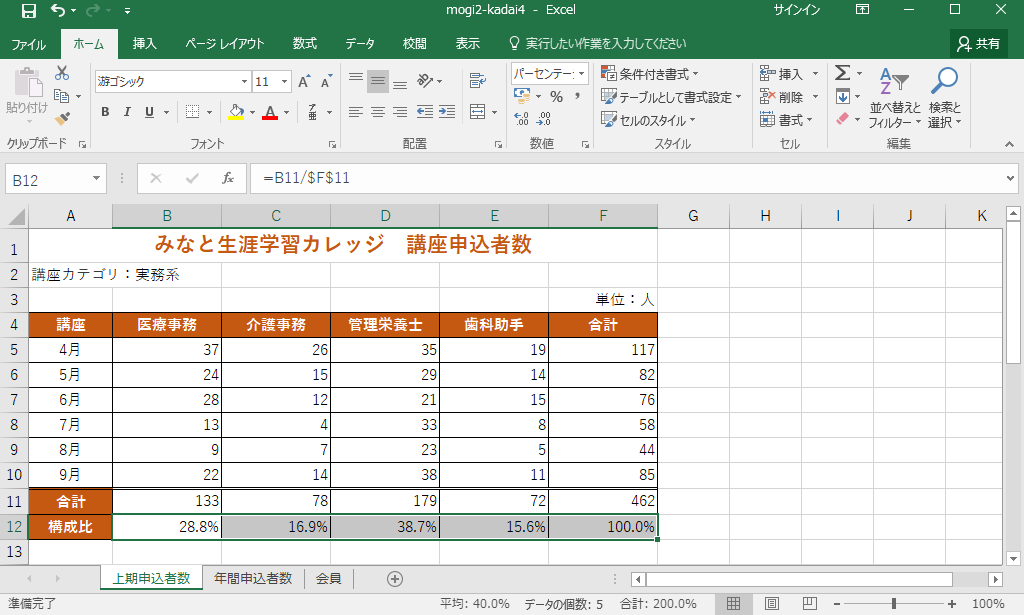 mogi2-kadai4 - Excel サインイン
ファイル ホーム 挿入 ページ レイアウト 数式 データ 校閲 表示 実行したい作業を入力してください 共有
貼り付け 游ゴシック 11 A A パーセンテー: 条件付き書式 挿入 Σ 並べ替えと フィルター 検索と 選択
B I U A % , テーブルとして書式設定 削除
セルのスタイル 書式
クリップボード フォント 配置 数値 スタイル セル 編集
B12 fx =B11/$F$11
A B C D E F G H I J K
1 みなと生涯学習カレッジ 講座申込者数
2 講座カテゴリ：実務系
3 単位：人
4 講座 医療事務 介護事務 管理栄養士 歯科助手 合計
5 4月 37 26 35 19 117
6 5月 24 15 29 14 82
7 6月 28 12 21 15 76
8 7月 13 4 33 8 58
9 8月 9 7 23 5 44
10 9月 22 14 38 11 85
11 合計 133 78 179 72 462
12 構成比 28.8% 16.9% 38.7% 15.6% 100.0%
13
上期申込者数 年間申込者数 会員
準備完了 平均: 40.0% データの個数: 5 合計: 200.0% 100%